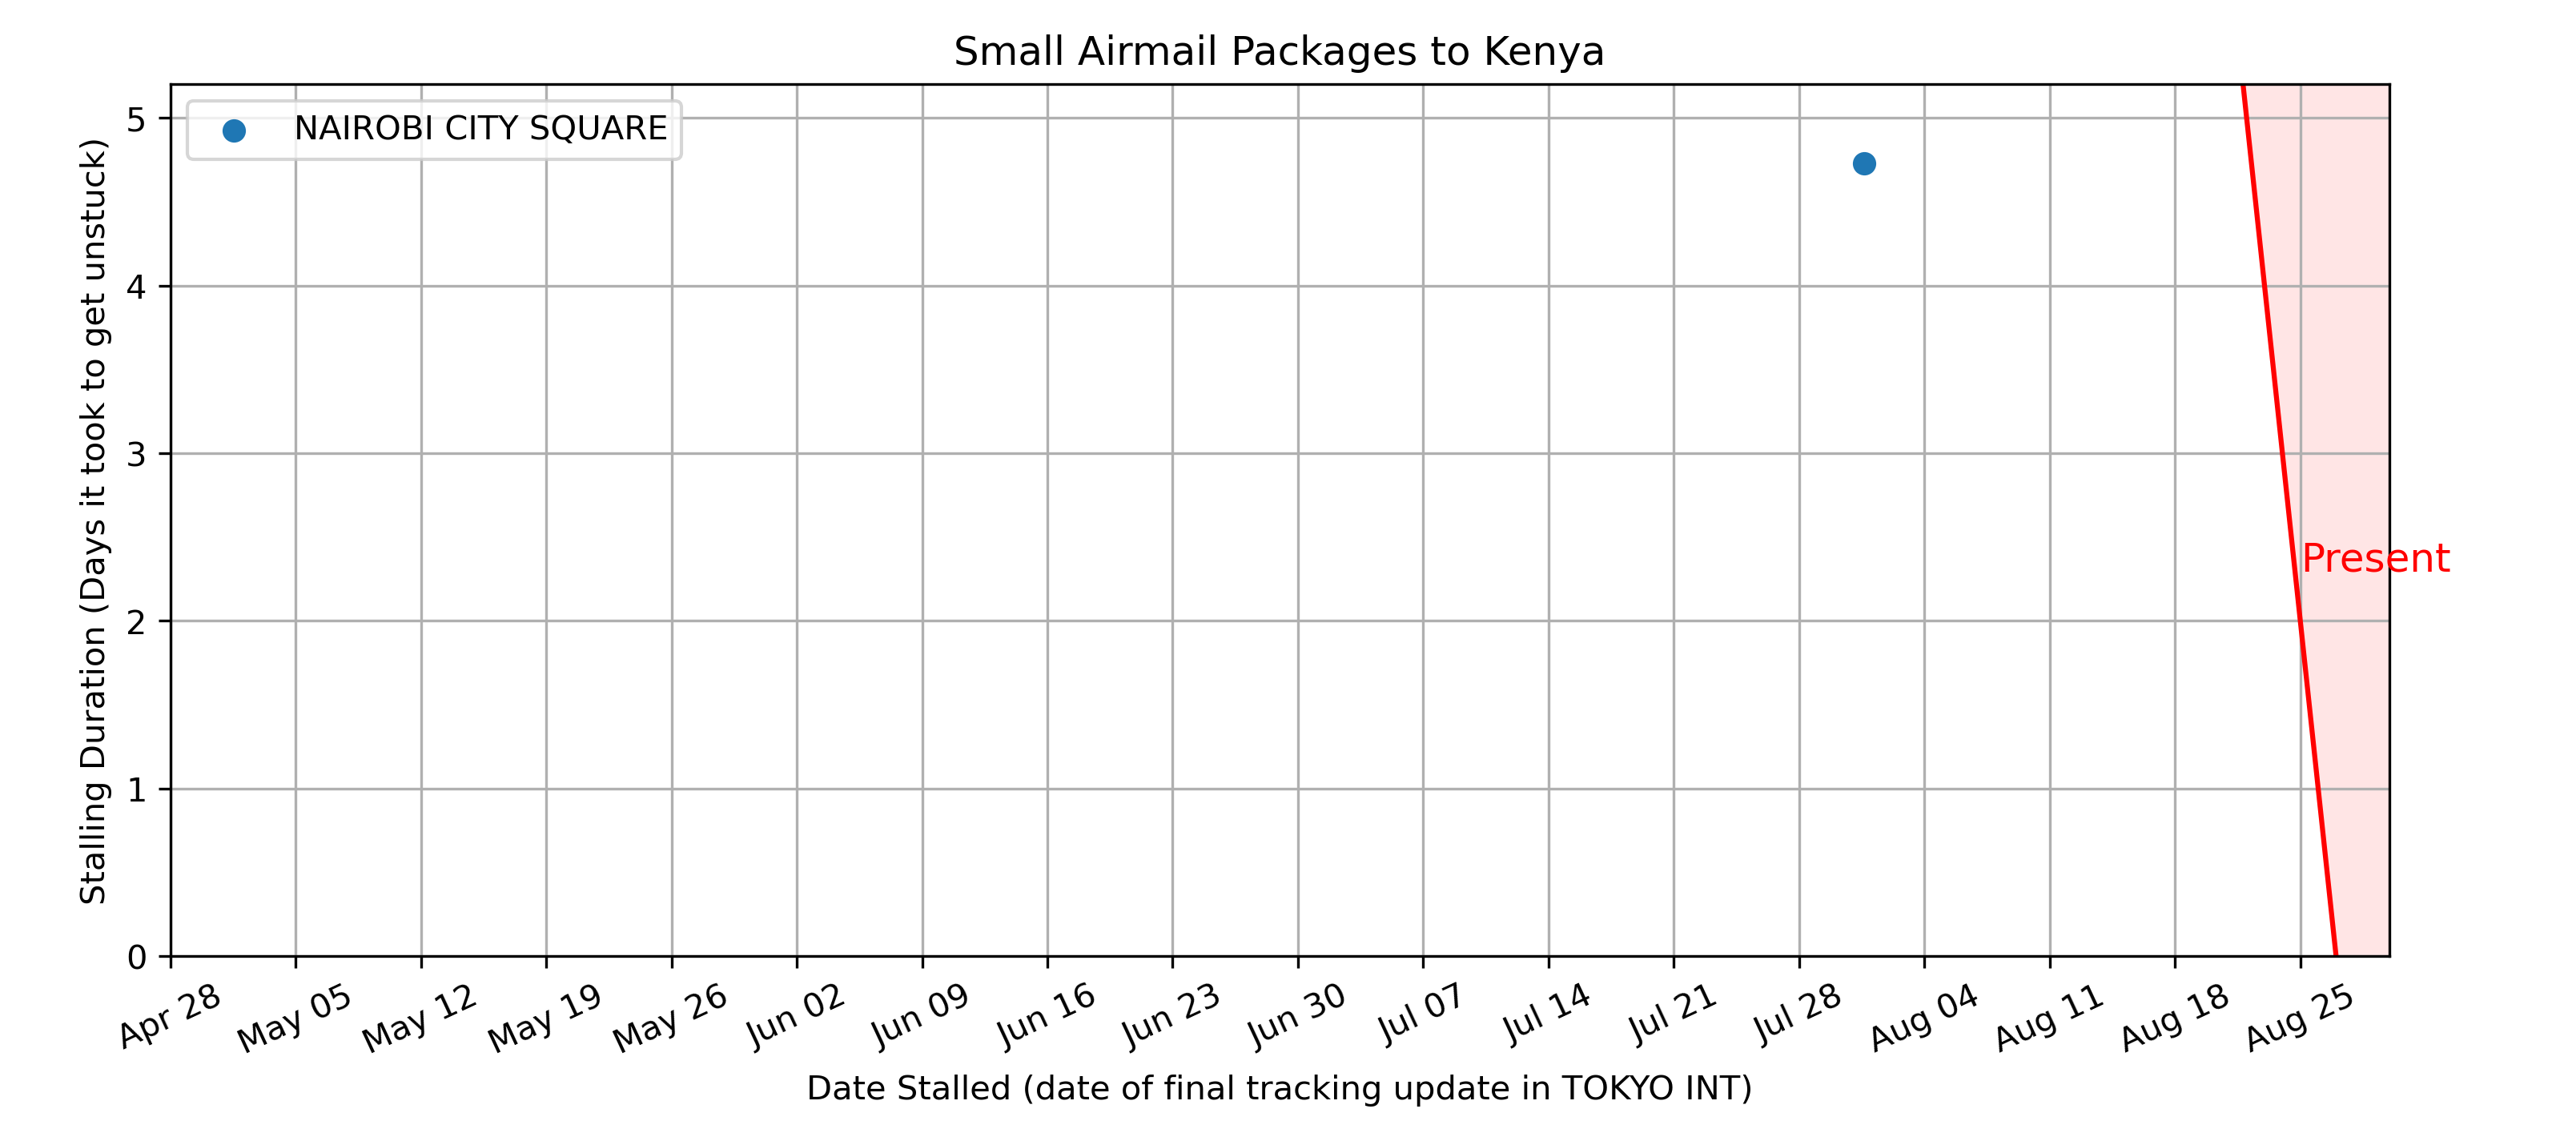 Small Airmail Packages to Kenya
NAIROBI CITY SQUARE
5
4
3
2
1
0
Stalling Duration (Days it took to get unstuck)
Present
Apr 28
May 05
May 12
May 19
May 26
Jun 02
Jun 09
Jun 16
Jun 23
Jun 30
Jul 07
Jul 14
Jul 21
Jul 28
Aug 04
Aug 11
Aug 18
Aug 25
Date Stalled (date of final tracking update in TOKYO INT)